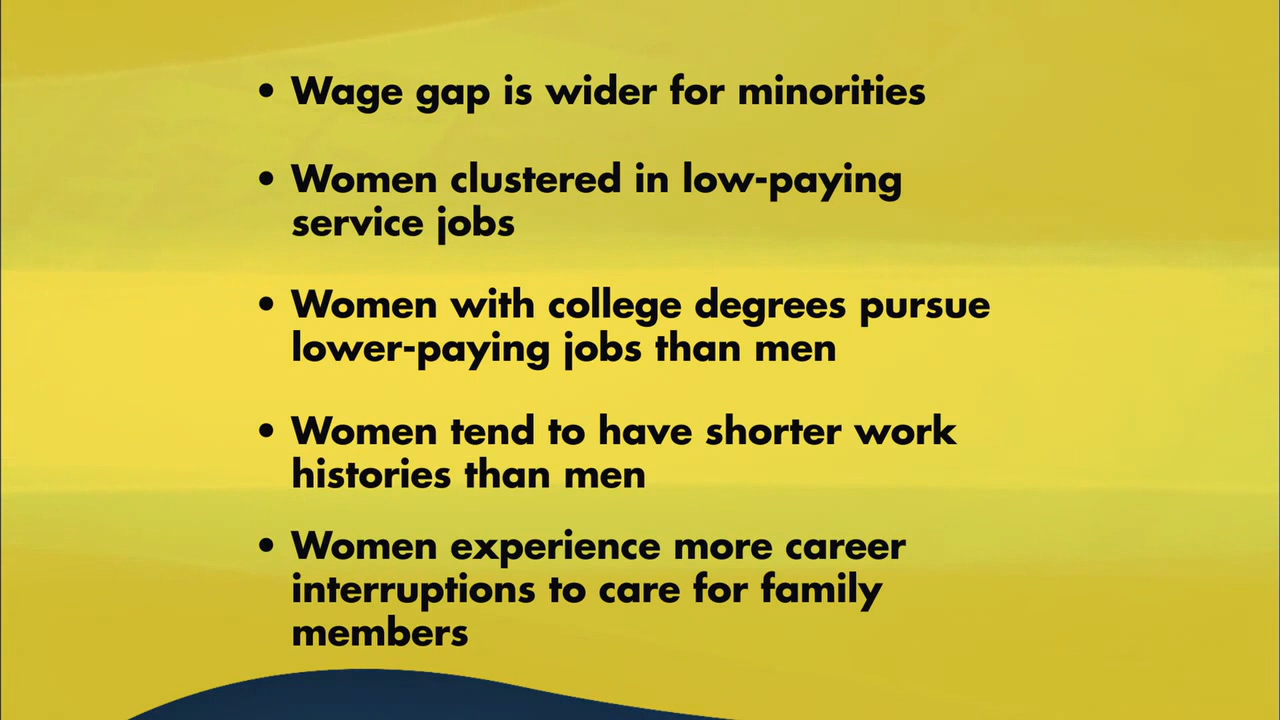 • Wage gap is wider for minorities
• Women clustered in low-paying
service jobs
• Women with college degrees pursue
lower-paying jobs than men
• Women tend to have shorter work
histories than men
• Women experience more career
interruptions to care for family
members